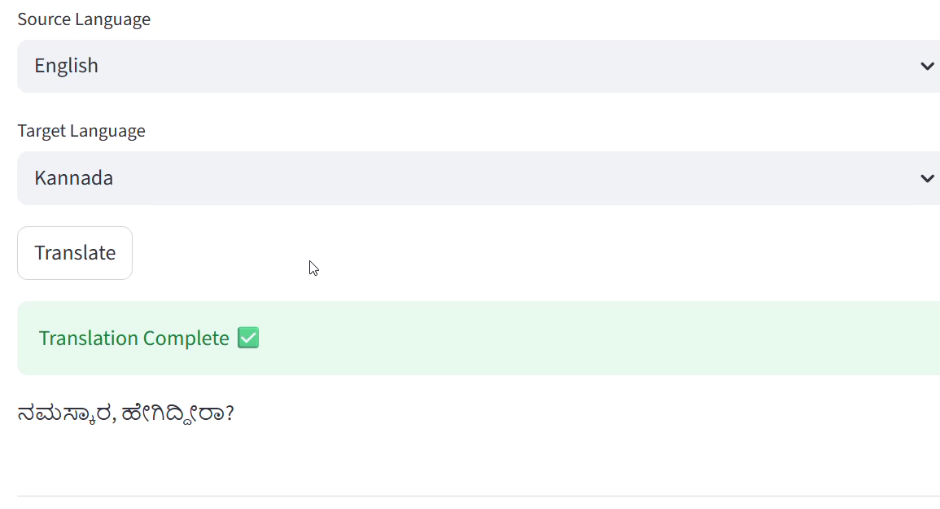 Source Language
English
Target Language
Kannada
Translate
Translation Complete ✅
ನಮಸ್ಕಾರ, ಹೇಗಿದ್ದೀರಾ?